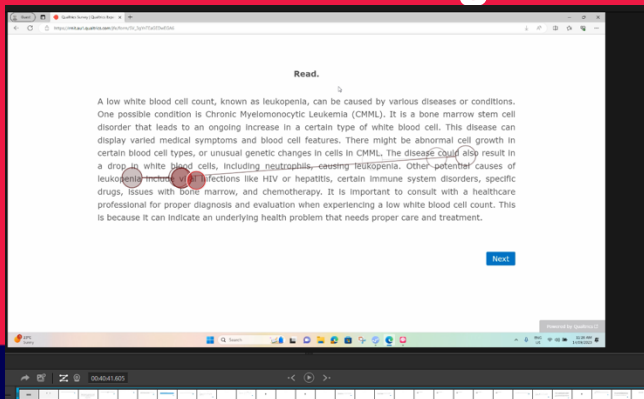 Qualtrics Survey | Qualtrics Exp
Read.
A low white blood cell count, known as leukopenia, can be caused by various diseases or conditions.
One possible condition is Chronic Myelomonocytic Leukemia (CMML). It is a bone marrow stem cell
disorder that leads to an ongoing increase in a certain type of white blood cell. This disease can
display varied medical symptoms and blood cell features. There might be abnormal cell growth in
certain blood cell types, or unusual genetic changes in cells in CMML. The disease could also result in
a drop in white blood cells, including neutrophils, causing leukopenia. Other potential causes of
leukopenia include viral infections like HIV or hepatitis, certain immune system disorders, specific
drugs, issues with bone marrow, and chemotherapy. It is important to consult with a healthcare
professional for proper diagnosis and evaluation when experiencing a low white blood cell count. This
is because it can indicate an underlying health problem that needs proper care and treatment.
Next
Powered by Qualtrics
Sunny
Search
ENG
US
00:40:41.605